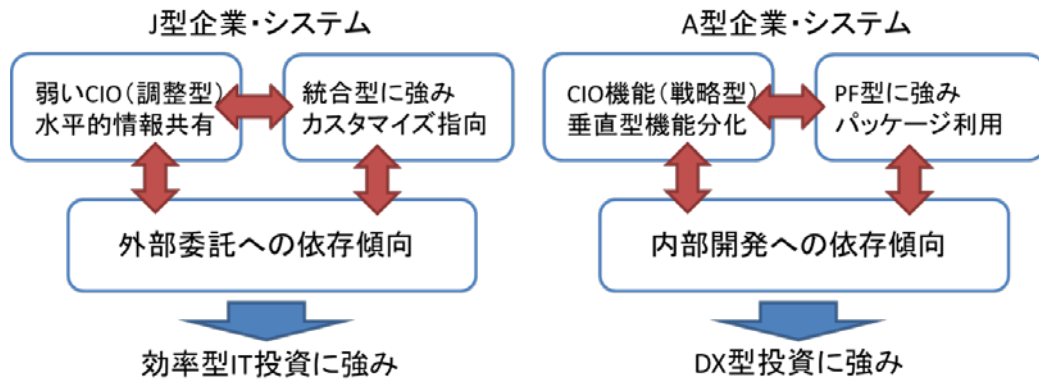 J型企業・システム
弱いCIO（調整型）
水平的情報共有
統合型に強み
カスタマイズ指向
外部委託への依存傾向
効率型IT投資に強み
A型企業・システム
CIO機能（戦略型）
垂直型機能分化
PF型に強み
パッケージ利用
内部開発への依存傾向
DX型投資に強み